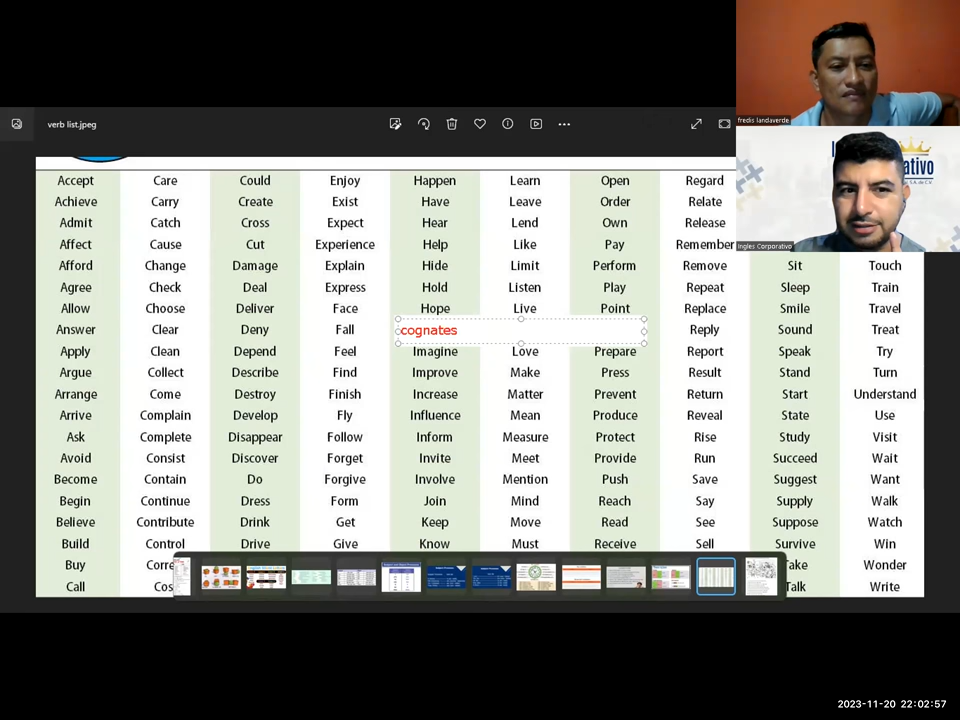 verb list.jpeg
fredis landaverde
ativo
S.A. de C.V.
Ingles Corporativo
Accept Care Could Enjoy Happen Learn Open Regard
Achieve Carry Create Exist Have Leave Order Relate
Admit Catch Cross Expect Hear Lend Own Release
Affect Cause Cut Experience Help Like Pay Remember
Afford Change Damage Explain Hide Limit Perform Remove Sit Touch
Agree Check Deal Express Hold Listen Play Repeat Sleep Train
Allow Choose Deliver Face Hope Live Point Replace Smile Travel
Answer Clear Deny Fall cognates Reply Sound Treat
Apply Clean Depend Feel Imagine Love Prepare Report Speak Try
Argue Collect Describe Find Improve Make Press Result Stand Turn
Arrange Come Destroy Finish Increase Matter Prevent Return Start Understand
Arrive Complain Develop Fly Influence Mean Produce Reveal State Use
Ask Complete Disappear Follow Inform Measure Protect Rise Study Visit
Avoid Consist Discover Forget Invite Meet Provide Run Succeed Wait
Become Contain Do Forgive Involve Mention Push Save Suggest Want
Begin Continue Dress Form Join Mind Reach Say Supply Walk
Believe Contribute Drink Get Keep Move Read See Suppose Watch
Build Control Drive Give Know Must Receive Sell Survive Win
Buy Corre Take Wonder
Call Cos Talk Write
2023-11-20 22:02:57